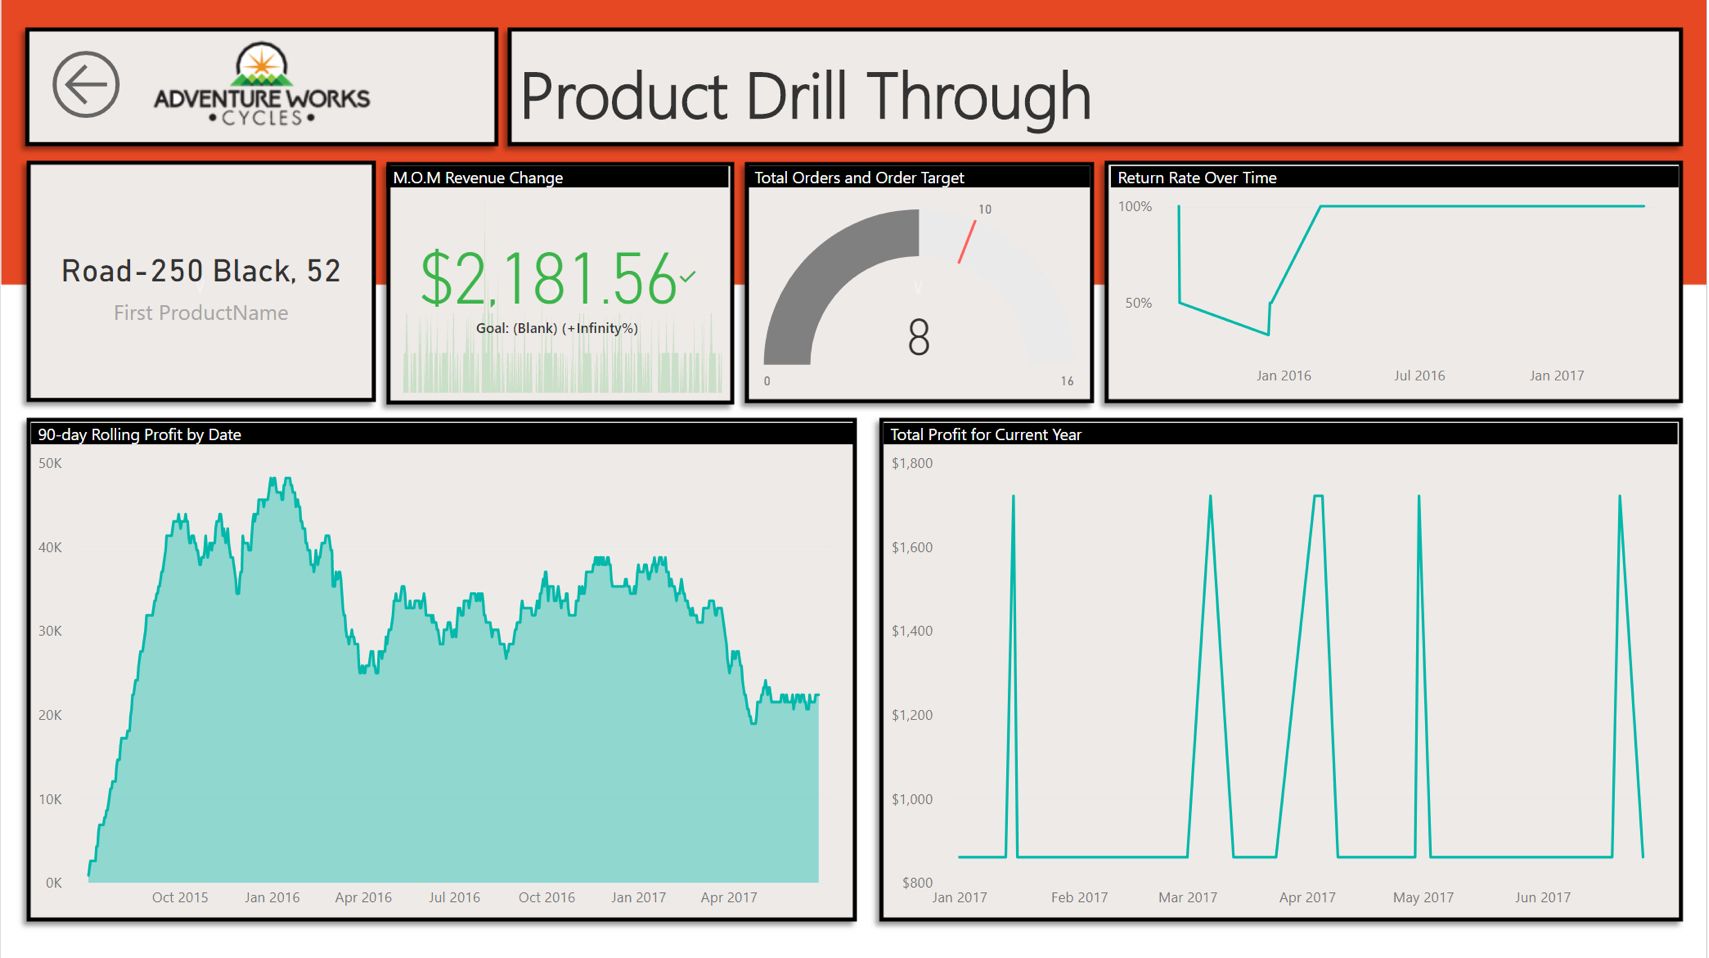 ADVENTURE WORKS
•CYCLES•
Product Drill Through
Road-250 Black, 52
First ProductName
M.O.M Revenue Change
$2,181.56
Goal: (Blank) (+Infinity%)
Total Orders and Order Target
10
8
0
16
Return Rate Over Time
100%
50%
Jan 2016 Jul 2016 Jan 2017
90-day Rolling Profit by Date
50K
40K
30K
20K
10K
0K
Oct 2015 Jan 2016 Apr 2016 Jul 2016 Oct 2016 Jan 2017 Apr 2017
Total Profit for Current Year
$1,800
$1,600
$1,400
$1,200
$1,000
$800
Jan 2017 Feb 2017 Mar 2017 Apr 2017 May 2017 Jun 2017